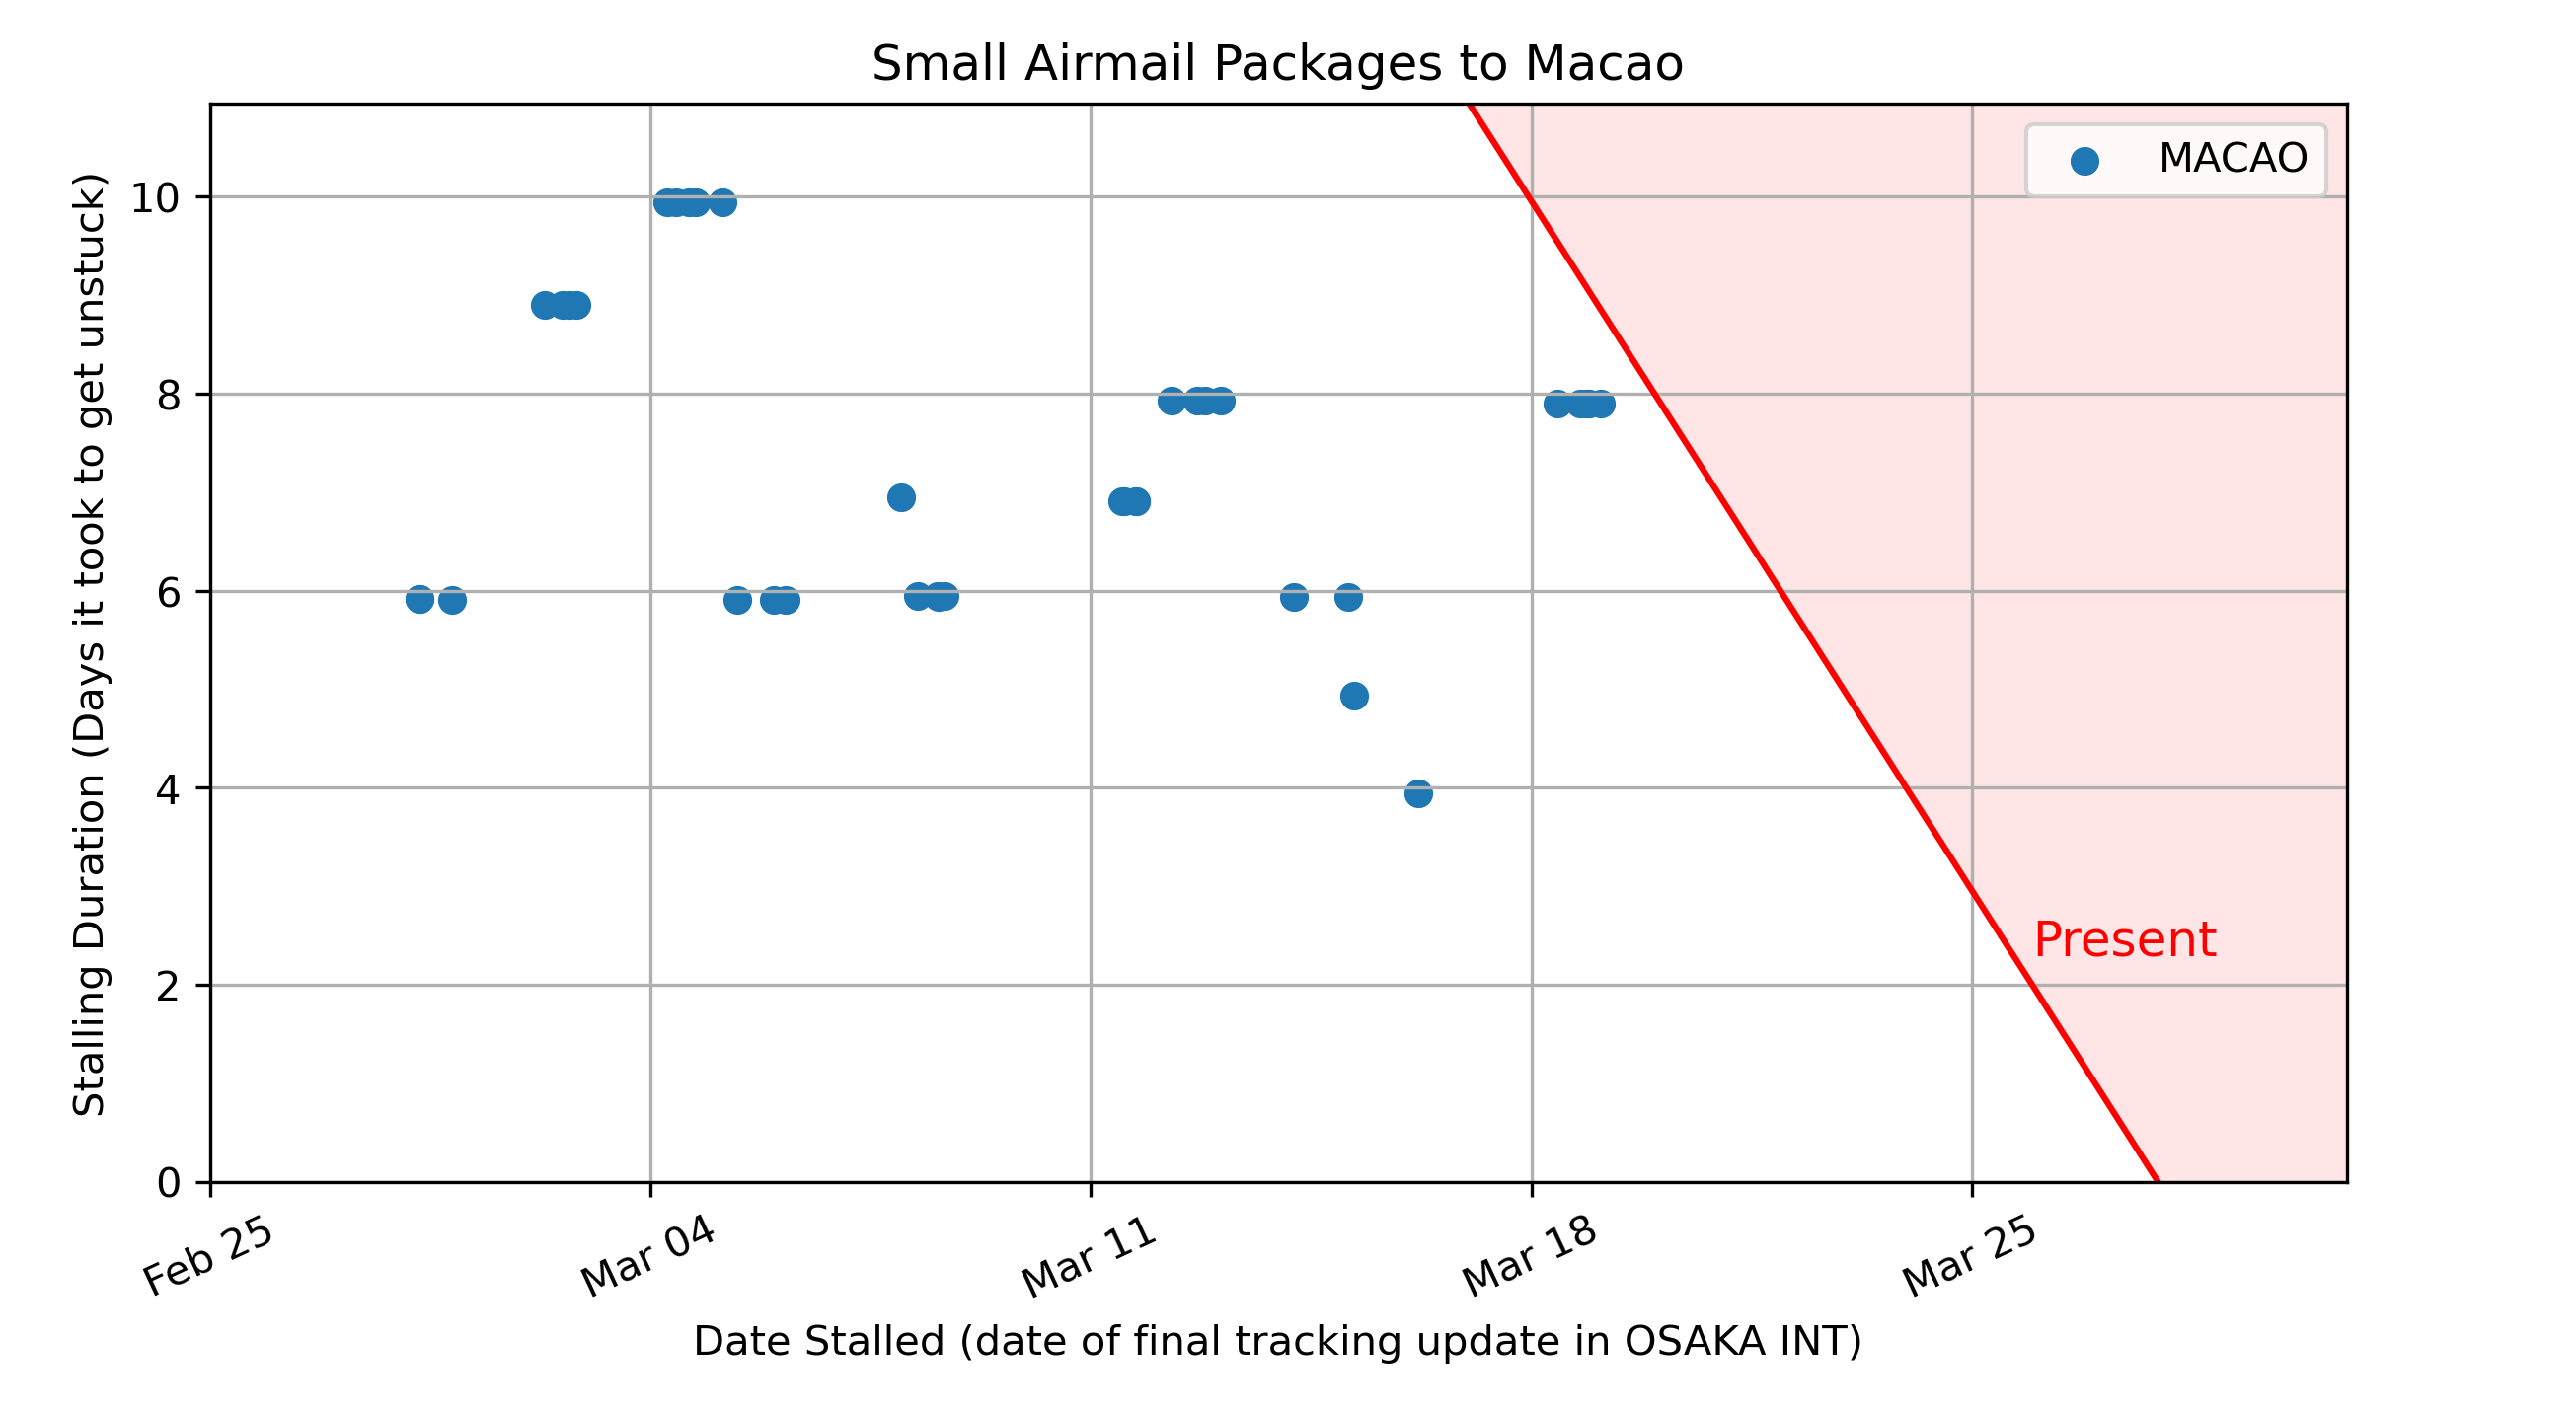 Small Airmail Packages to Macao
MACAO
Stalling Duration (Days it took to get unstuck)
10
8
6
4
2
0
Present
Feb 25
Mar 04
Mar 11
Mar 18
Mar 25
Date Stalled (date of final tracking update in OSAKA INT)